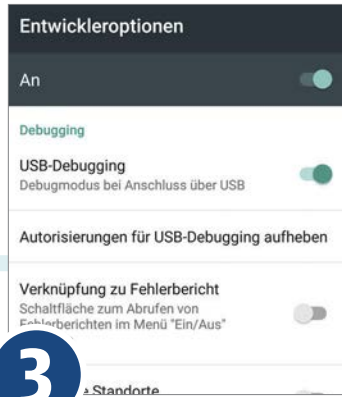 Entwickleroptionen
An
Debugging
USB-Debugging
Debugmodus bei Anschluss über USB
Autorisierungen für USB-Debugging aufheben
Verknüpfung zu Fehlerbericht
Schaltfläche zum Abrufen von
Fehlerberichten im Menü "Ein/Aus"
3
Standorte